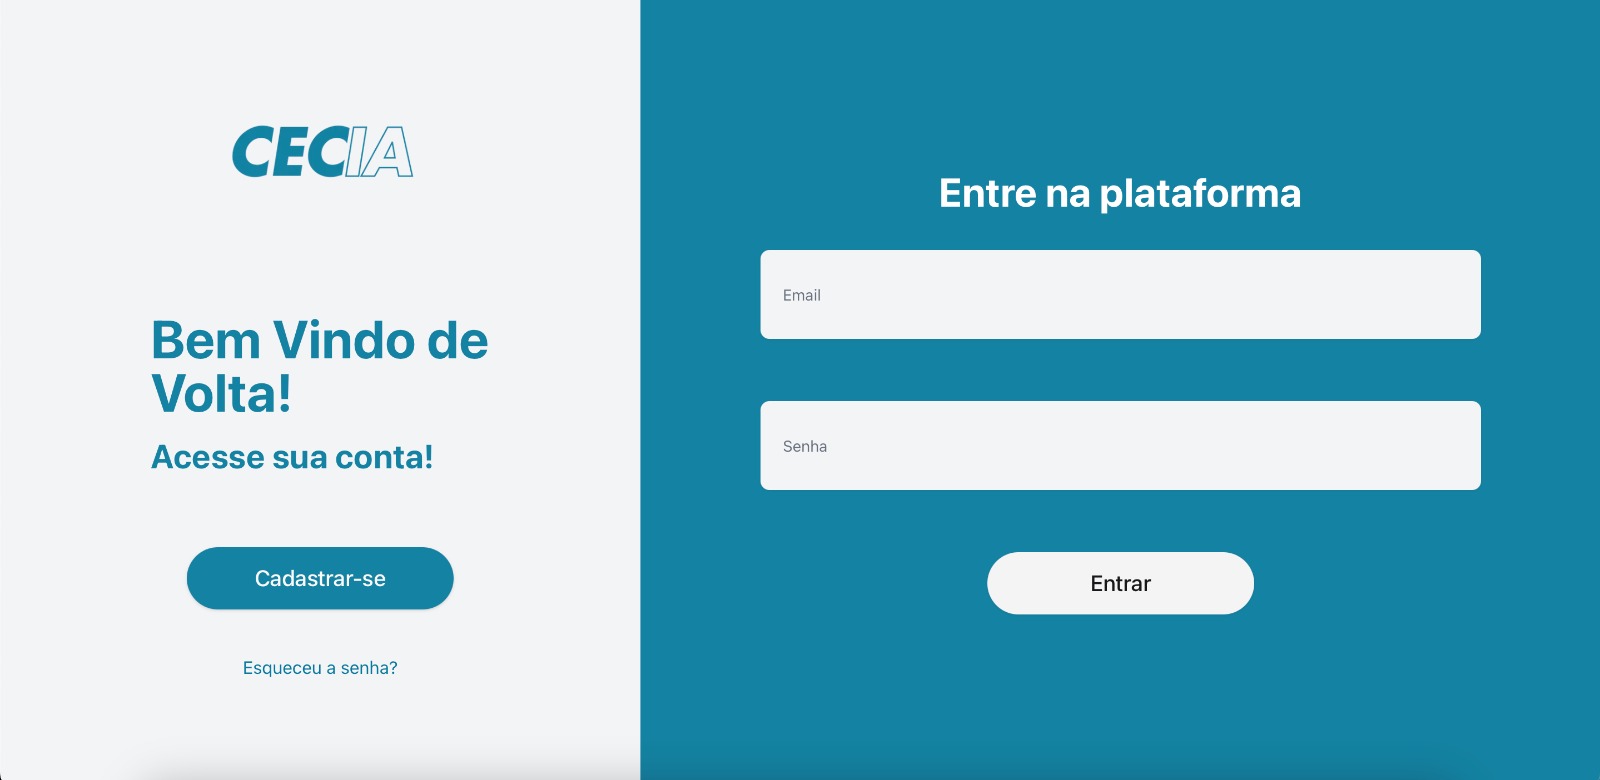 CECIA
Bem Vindo de
Volta!
Acesse sua conta!
Cadastrar-se
Esqueceu a senha?
Entre na plataforma
Email
Senha
Entrar